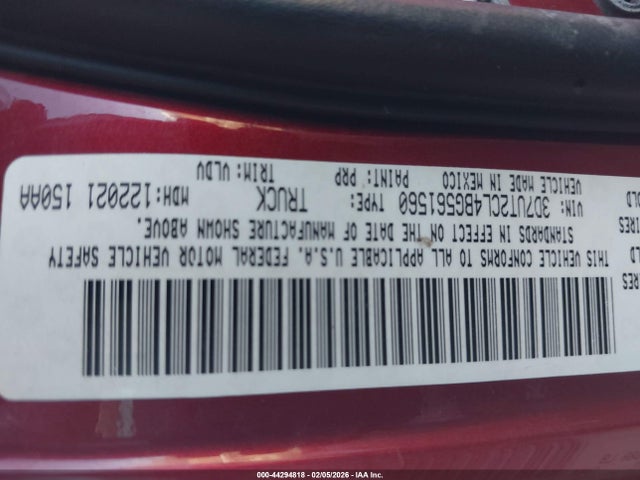 THIS VEHICLE CONFORMS TO ALL APPLICABLE U.S.A. FEDERAL MOTOR VEHICLE SAFETY
STANDARDS IN EFFECT ON THE DATE OF MANUFACTURE SHOWN ABOVE.
VIN: 3D7UT2CL4BG561560 TYPE: TRUCK MDH:122021 150AA
VEHICLE MADE IN MEXICO PAINT: PRP TRIM: VLDV
000-44294818 - 02/05/2026 - IAA Inc.